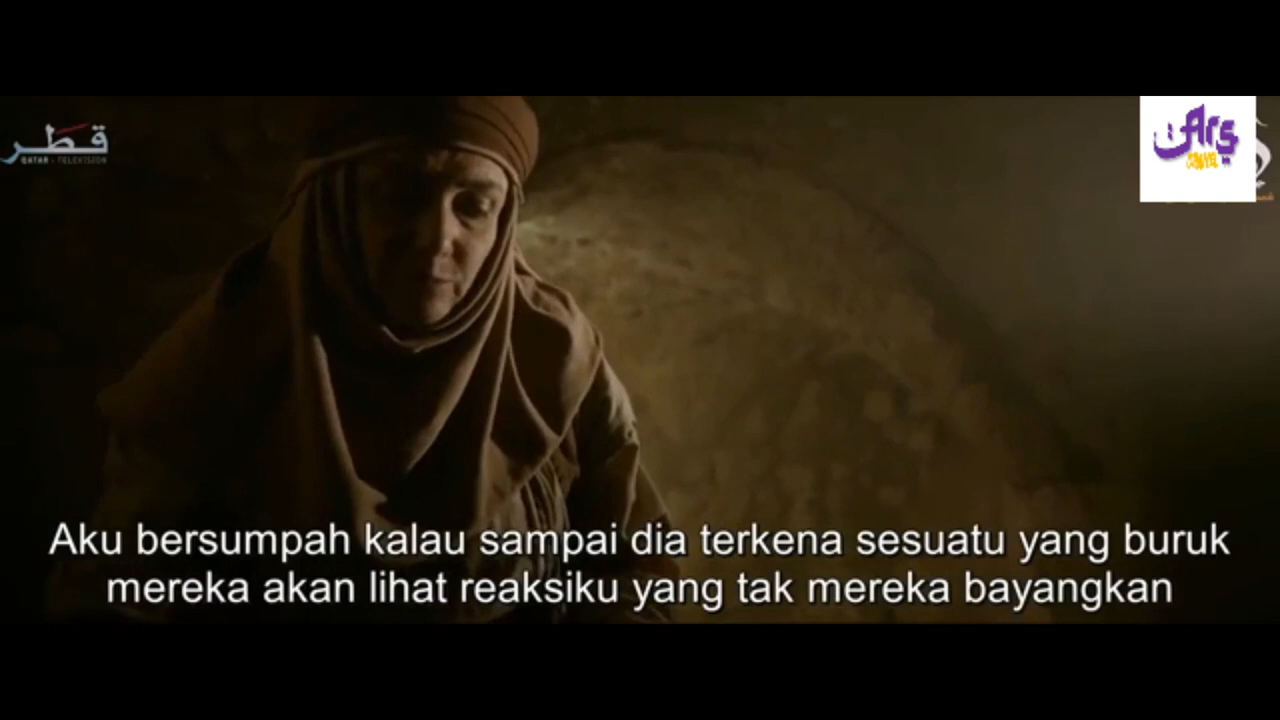 قطر
QATAR - TELEVISION
Ars
Aku bersumpah kalau sampai dia terkena sesuatu yang buruk
mereka akan lihat reaksiku yang tak mereka bayangkan